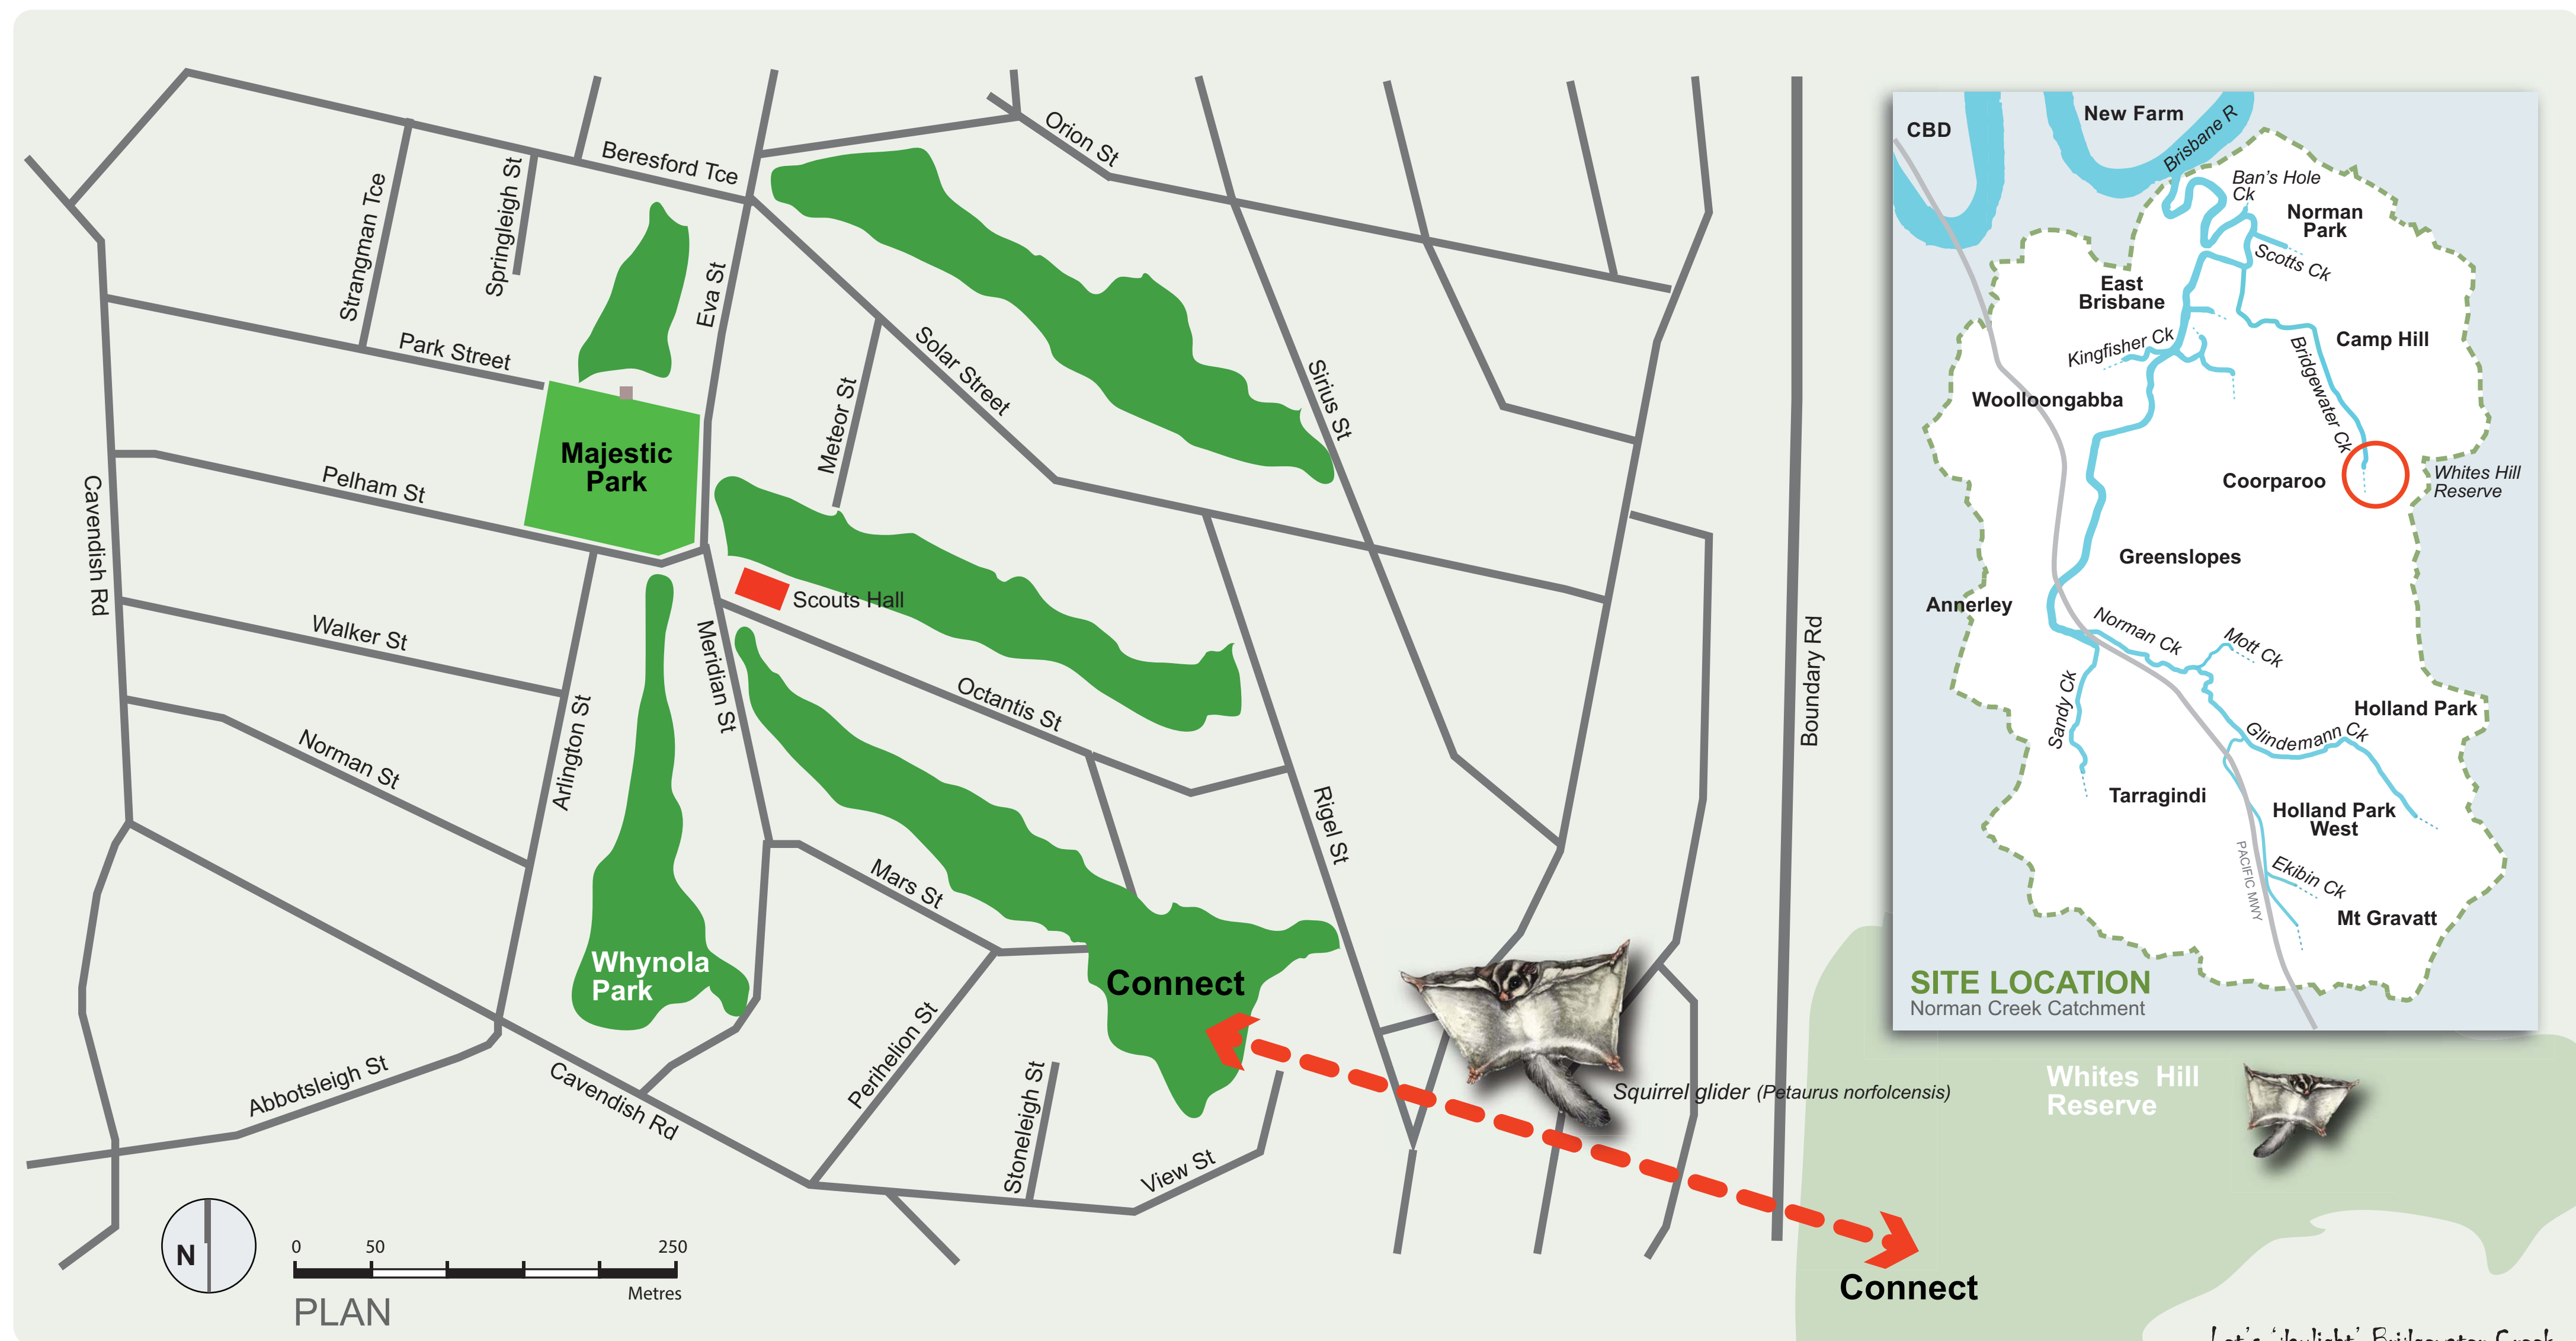 Orion St
Beresford Tce
Strangman Tce
Springleigh St
Eva St
Park Street
Solar Street
Meteor St
Sirius St
Majestic
Park
Pelham St
Cavendish Rd
Scouts Hall
Walker St
Meridian St
Octantis St
Boundary Rd
Norman St
Arlington St
Rigel St
Mars St
Whynola
Park
Connect
Perihelion St
Abbotsleigh St
Cavendish Rd
Stoneleigh St
View St
Squirrel glider (Petaurus norfolcensis)
Whites Hill
Reserve
Connect
N
0 50 250
Metres
PLAN
CBD
New Farm
Brisbane R
Ban's Hole
Ck
Norman
Park
Scotts Ck
East
Brisbane
Kingfisher Ck
Camp Hill
Bridgewater Ck
Woolloongabba
Coorparoo
Whites Hill
Reserve
Greenslopes
Annerley
Norman Ck
Mott Ck
Sandy Ck
Holland Park
Glindemann Ck
Tarragindi
Holland Park
West
PACIFIC MWY
Ekibin Ck
Mt Gravatt
SITE LOCATION
Norman Creek Catchment
Let's 'daylight' Bridgewater Creek